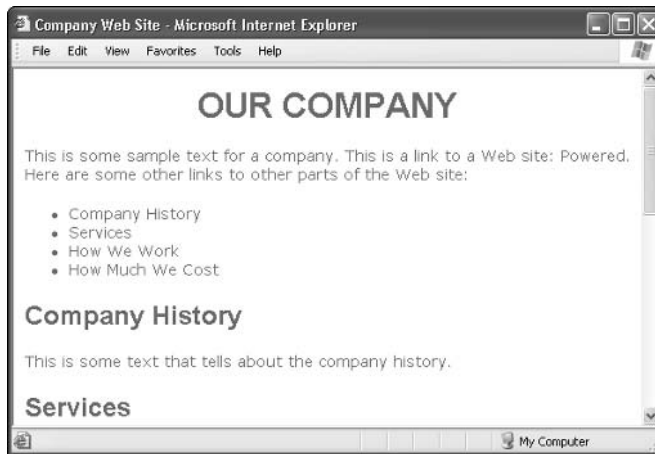 Company Web Site - Microsoft Internet Explorer
File Edit View Favorites Tools Help
OUR COMPANY
This is some sample text for a company. This is a link to a Web site: Powered.
Here are some other links to other parts of the Web site:
• Company History
• Services
• How We Work
• How Much We Cost
Company History
This is some text that tells about the company history.
Services
My Computer